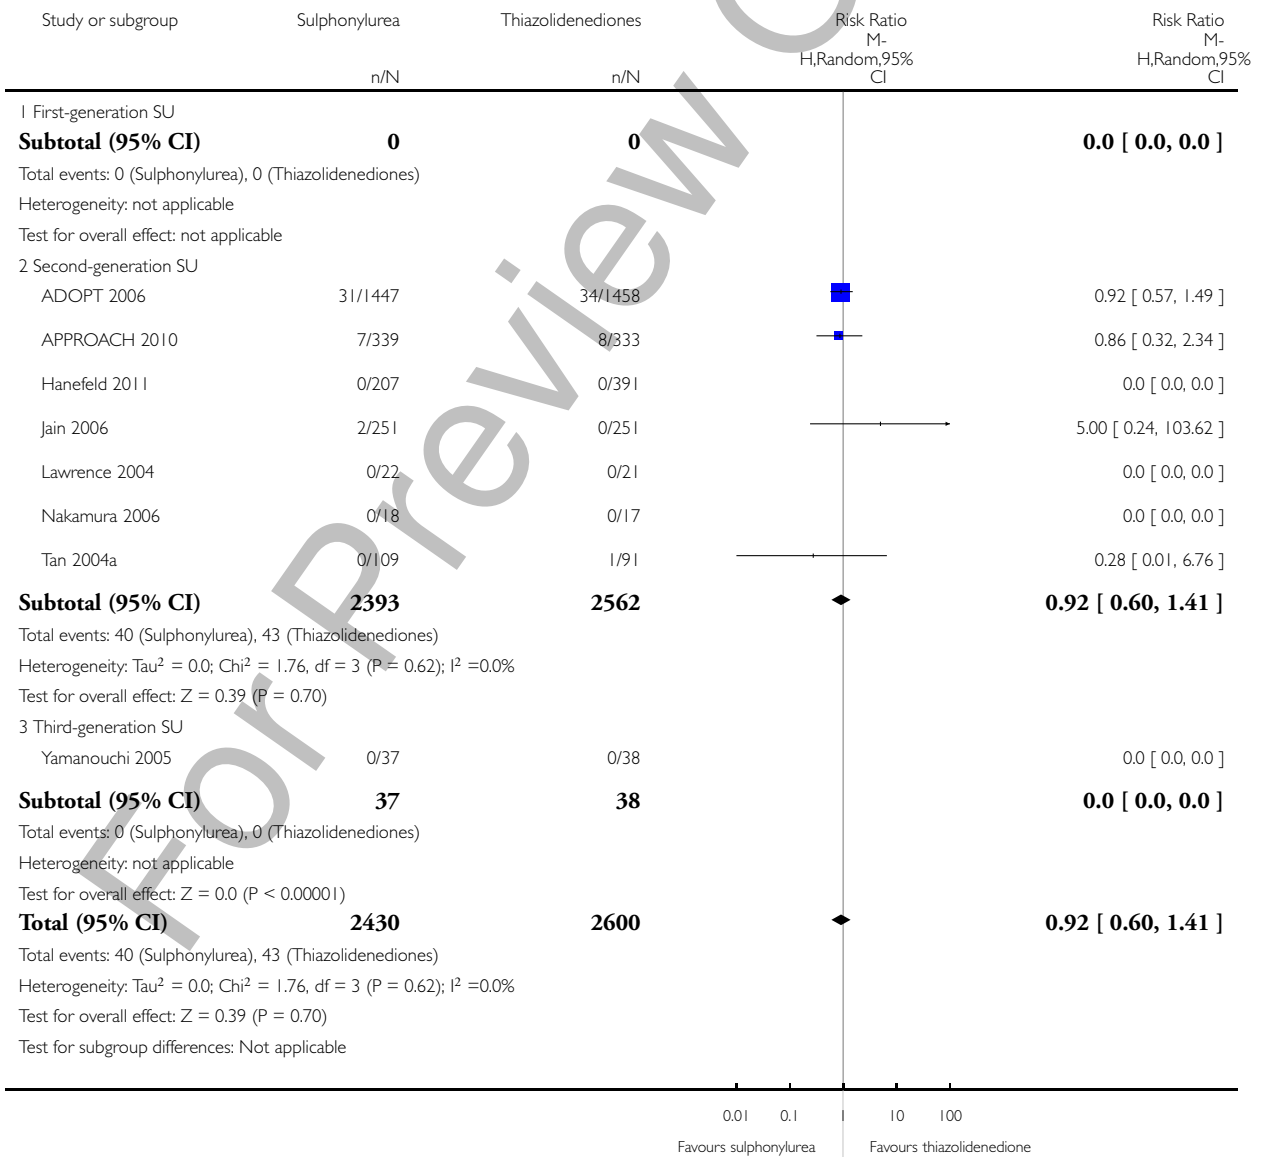 Study or subgroup Sulphonylurea Thiazolidenediones Risk Ratio Risk Ratio
M- M-
H,Random,95% H,Random,95%
n/N n/N CI CI
1 First-generation SU
Subtotal (95% CI) 0 0 0.0 [ 0.0, 0.0 ]
Total events: 0 (Sulphonylurea), 0 (Thiazolidenediones)
Heterogeneity: not applicable
Test for overall effect: not applicable
2 Second-generation SU
ADOPT 2006 31/1447 34/1458 0.92 [ 0.57, 1.49 ]
APPROACH 2010 7/339 8/333 0.86 [ 0.32, 2.34 ]
Hanefeld 2011 0/207 0/391 0.0 [ 0.0, 0.0 ]
Jain 2006 2/251 0/251 5.00 [ 0.24, 103.62 ]
Lawrence 2004 0/22 0/21 0.0 [ 0.0, 0.0 ]
Nakamura 2006 0/18 0/17 0.0 [ 0.0, 0.0 ]
Tan 2004a 0/109 1/91 0.28 [ 0.01, 6.76 ]
Subtotal (95% CI) 2393 2562 0.92 [ 0.60, 1.41 ]
Total events: 40 (Sulphonylurea), 43 (Thiazolidenediones)
Heterogeneity: Tau² = 0.0; Chi² = 1.76, df = 3 (P = 0.62); I² =0.0%
Test for overall effect: Z = 0.39 (P = 0.70)
3 Third-generation SU
Yamanouchi 2005 0/37 0/38 0.0 [ 0.0, 0.0 ]
Subtotal (95% CI) 37 38 0.0 [ 0.0, 0.0 ]
Total events: 0 (Sulphonylurea), 0 (Thiazolidenediones)
Heterogeneity: not applicable
Test for overall effect: Z = 0.0 (P < 0.00001)
Total (95% CI) 2430 2600 0.92 [ 0.60, 1.41 ]
Total events: 40 (Sulphonylurea), 43 (Thiazolidenediones)
Heterogeneity: Tau² = 0.0; Chi² = 1.76, df = 3 (P = 0.62); I² =0.0%
Test for overall effect: Z = 0.39 (P = 0.70)
Test for subgroup differences: Not applicable
0.01 0.1 1 10 100
Favours sulphonylurea Favours thiazolidenedione
For Preview